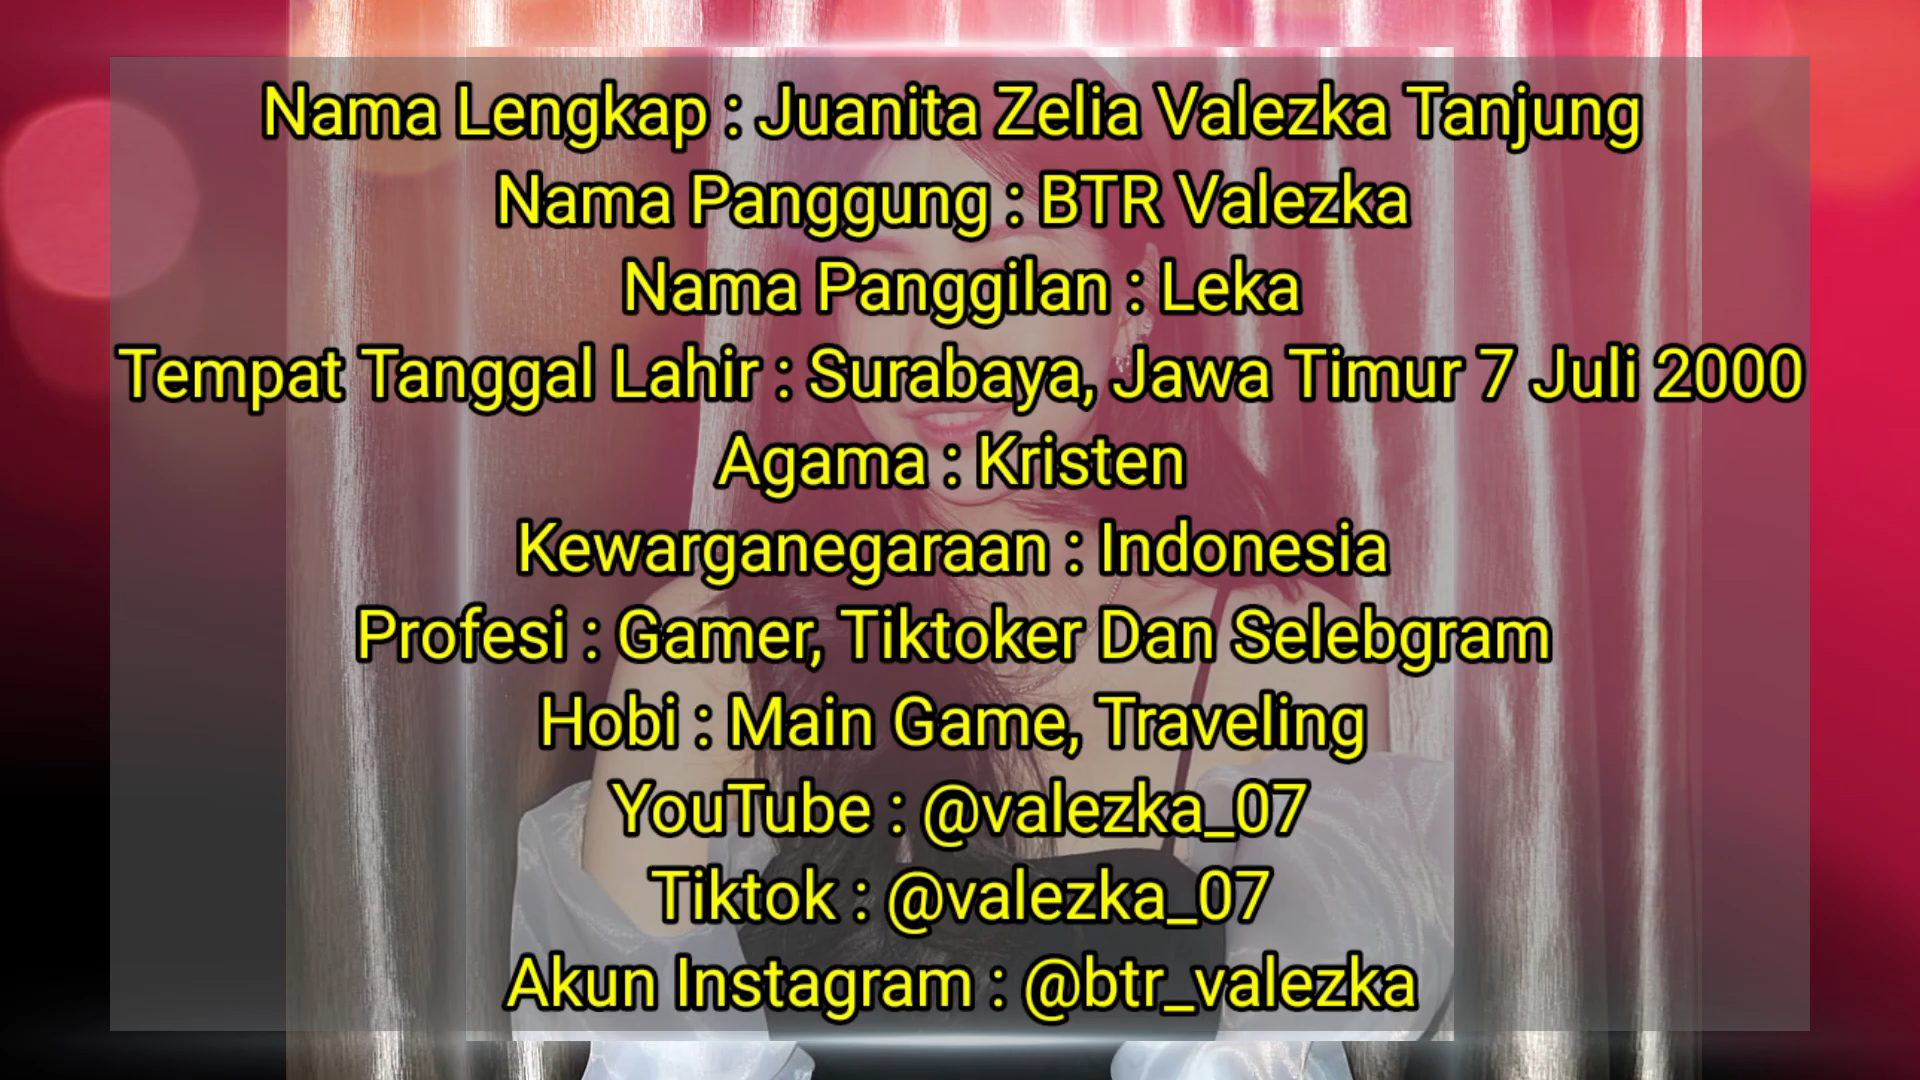 Nama Lengkap : Juanita Zelia Valezka Tanjung
Nama Panggung : BTR Valezka
Nama Panggilan : Leka
Tempat Tanggal Lahir : Surabaya, Jawa Timur 7 Juli 2000
Agama : Kristen
Kewarganegaraan : Indonesia
Profesi : Gamer, Tiktoker Dan Selebgram
Hobi : Main Game, Traveling
YouTube : @valezka_07
Tiktok : @valezka_07
Akun Instagram : @btr_valezka